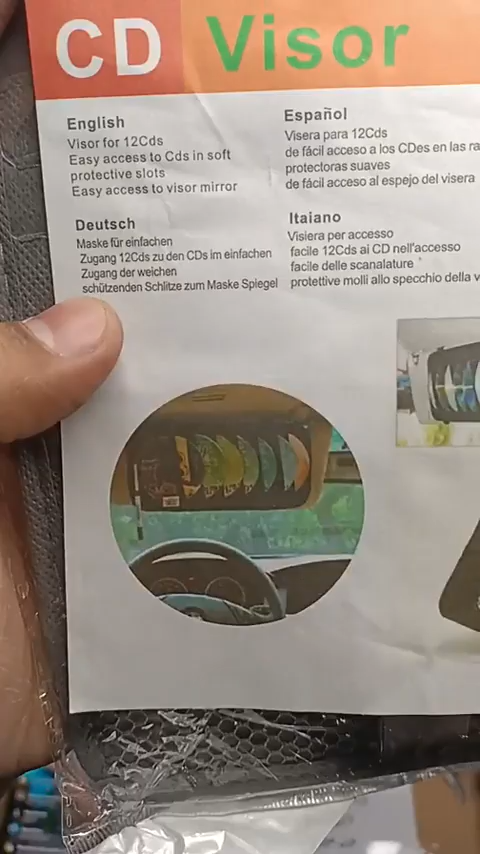 CD Visor
English
Visor for 12Cds
Easy access to Cds in soft
protective slots
Easy access to visor mirror
Español
Visera para 12Cds
de fácil acceso a los CDes en las
protectoras suaves
de fácil acceso al espejo del visera
Deutsch
Maske für einfachen
Zugang 12Cds zu den CDs im einfachen
Zugang der weichen
schützenden Schlitze zum Maske Spiegel
Itaiano
Visiera per accesso
facile 12Cds ai CD nell'accesso
facile delle scanalature
protettive molli allo specchio della